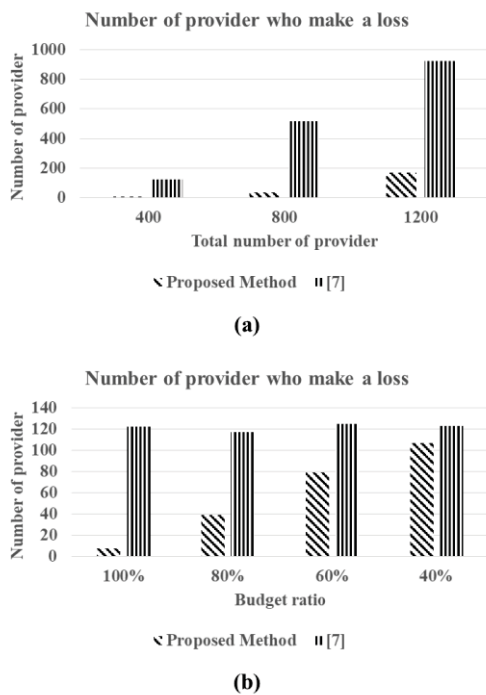 Number of provider who make a loss
Number of provider
1000
800
600
400
200
0
400 800 1200
Total number of provider
Proposed Method [7]
(a)
Number of provider who make a loss
Number of provider
140
120
100
80
60
40
20
0
100% 80% 60% 40%
Budget ratio
Proposed Method [7]
(b)